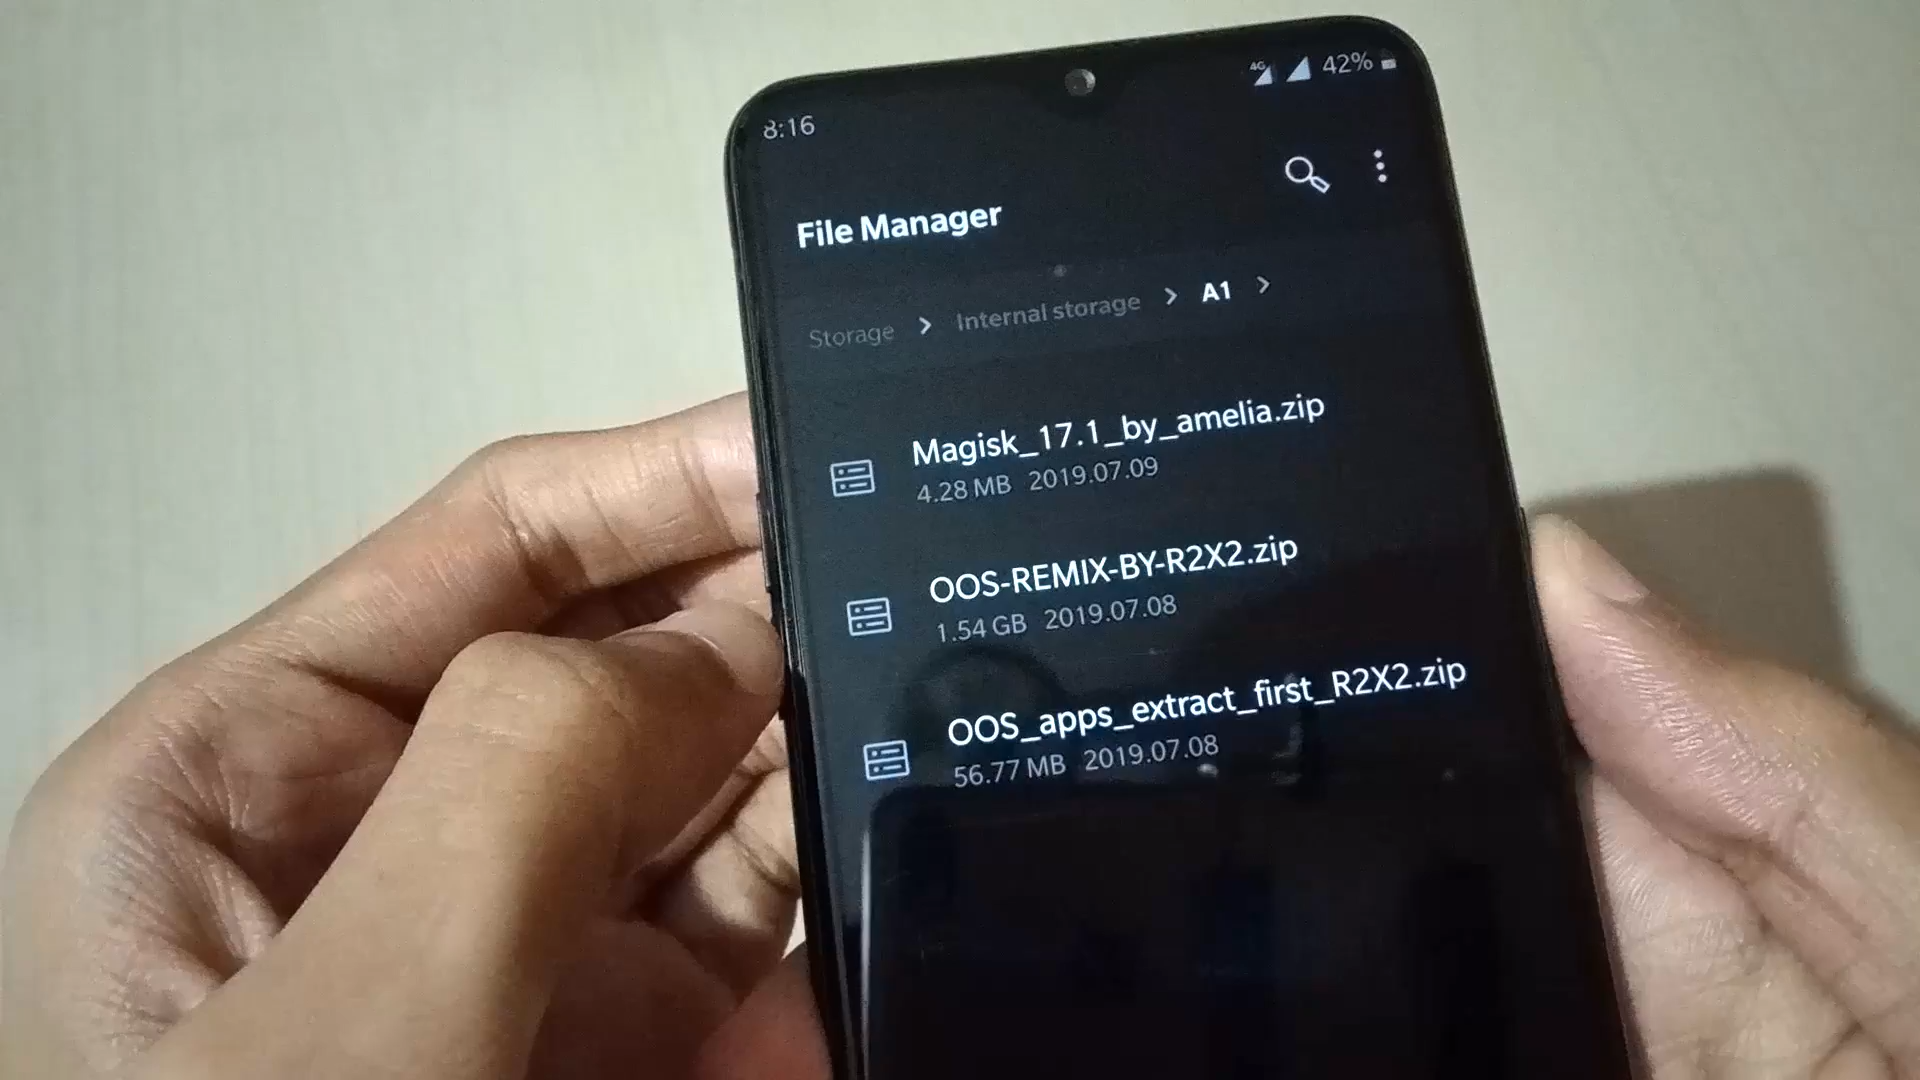 8:16
4G 42%
File Manager
Storage > Internal storage > A1 >
Magisk_17.1_by_amelia.zip
4.28 MB 2019.07.09
OOS-REMIX-BY-R2X2.zip
1.54 GB 2019.07.08
OOS_apps_extract_first_R2X2.zip
56.77 MB 2019.07.08